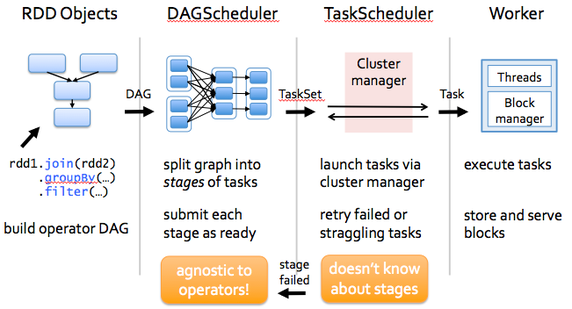 RDD Objects
DAGScheduler
TaskScheduler
Worker
DAG
TaskSet
Cluster
manager
Task
Threads
Block
manager
rdd1.join(rdd2)
.groupBy(…)
.filter(…)
build operator DAG
split graph into
stages of tasks
submit each
stage as ready
launch tasks via
cluster manager
retry failed or
straggling tasks
execute tasks
store and serve
blocks
agnostic to
operators!
stage
failed
doesn't know
about stages